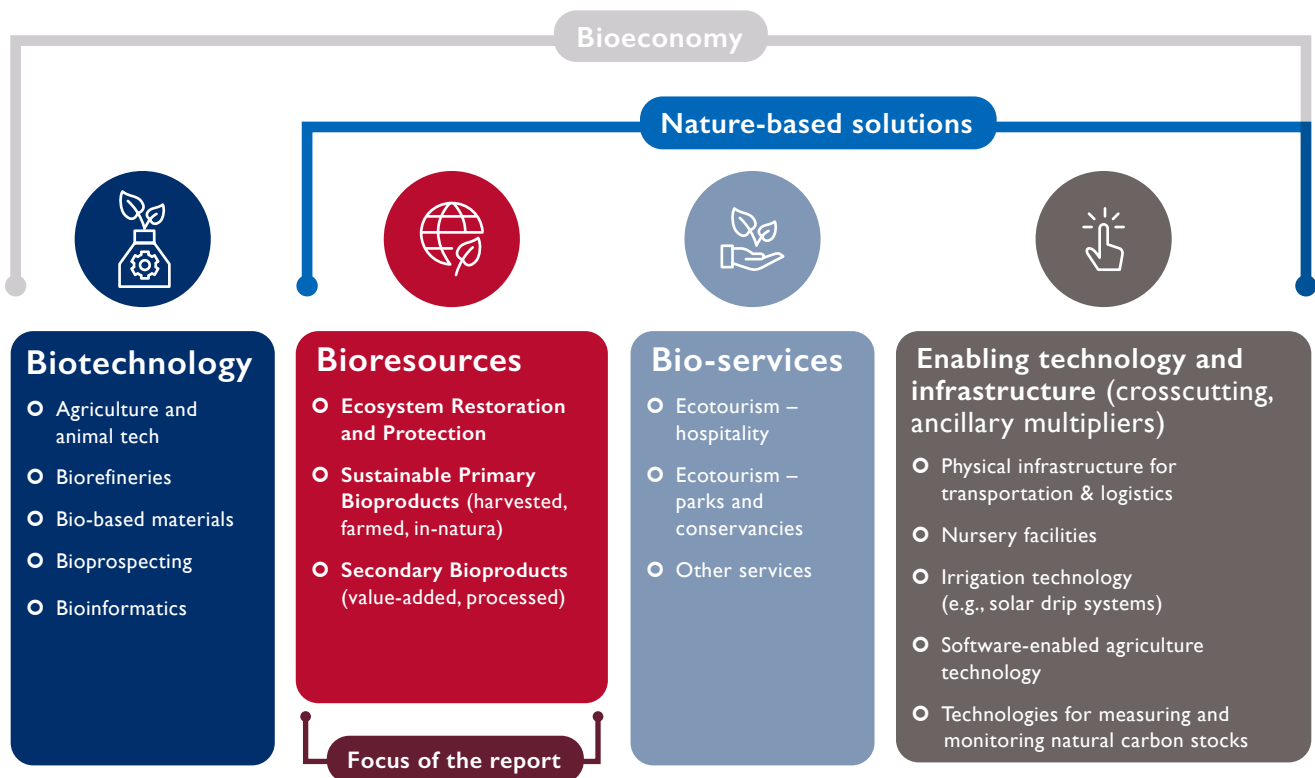 Bioeconomy
Nature-based solutions
Biotechnology
Agriculture and
animal tech
Biorefineries
Bio-based materials
Bioprospecting
Bioinformatics
Bioresources
Ecosystem Restoration
and Protection
Sustainable Primary
Bioproducts (harvested,
farmed, in-natura)
Secondary Bioproducts
(value-added, processed)
Focus of the report
Bio-services
Ecotourism –
hospitality
Ecotourism –
parks and
conservancies
Other services
Enabling technology and
infrastructure (crosscutting,
ancillary multipliers)
Physical infrastructure for
transportation & logistics
Nursery facilities
Irrigation technology
(e.g., solar drip systems)
Software-enabled agriculture
technology
Technologies for measuring and
monitoring natural carbon stocks